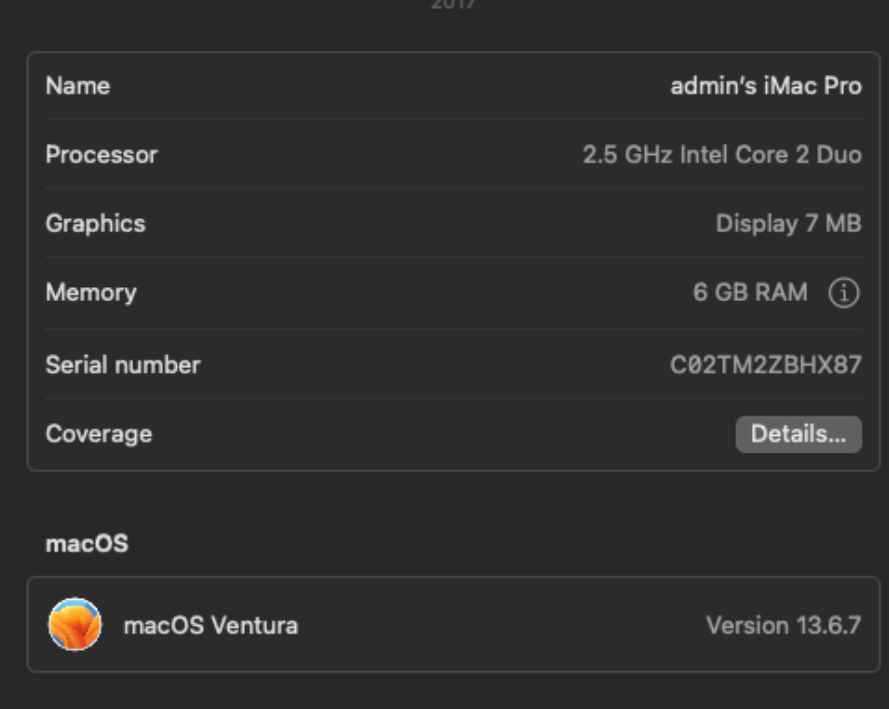 2017
Name admin's iMac Pro
Processor 2.5 GHz Intel Core 2 Duo
Graphics Display 7 MB
Memory 6 GB RAM
Serial number C02TM2ZBHX87
Coverage Details...
macOS
macOS Ventura Version 13.6.7